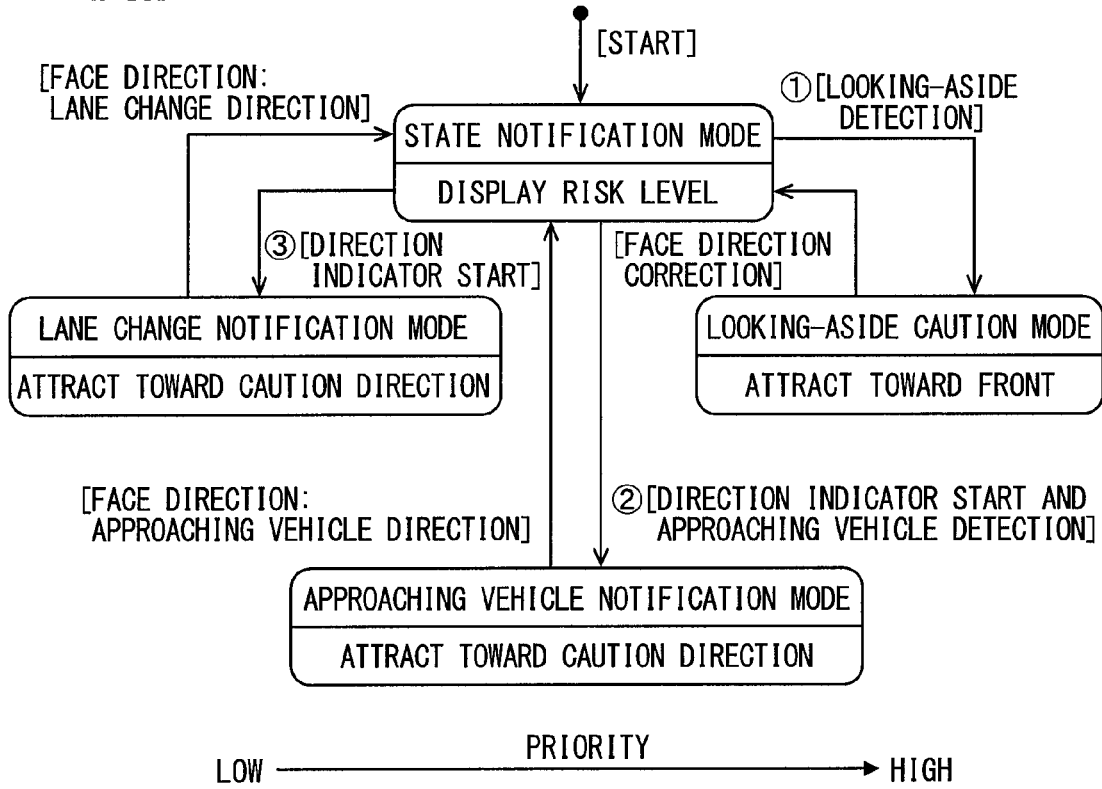 [START]
[FACE DIRECTION:
LANE CHANGE DIRECTION]
①[LOOKING-ASIDE
DETECTION]
STATE NOTIFICATION MODE
DISPLAY RISK LEVEL
③[DIRECTION
INDICATOR START]
[FACE DIRECTION
CORRECTION]
LANE CHANGE NOTIFICATION MODE
ATTRACT TOWARD CAUTION DIRECTION
LOOKING-ASIDE CAUTION MODE
ATTRACT TOWARD FRONT
[FACE DIRECTION:
APPROACHING VEHICLE DIRECTION]
②[DIRECTION INDICATOR START AND
APPROACHING VEHICLE DETECTION]
APPROACHING VEHICLE NOTIFICATION MODE
ATTRACT TOWARD CAUTION DIRECTION
PRIORITY
LOW
HIGH